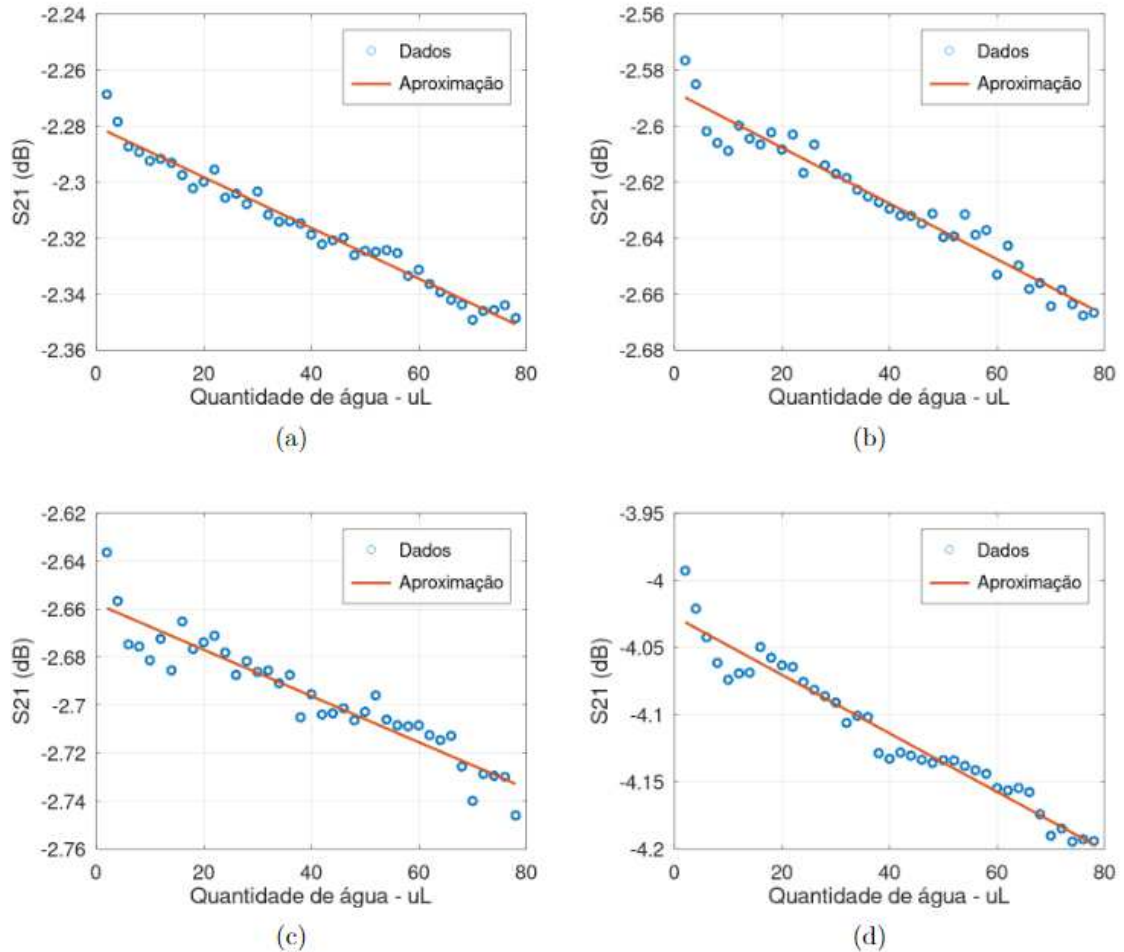 -2.24
-2.26
-2.28
-2.3
-2.32
-2.34
-2.36
S21 (dB)
Dados
Aproximação
0 20 40 60 80
Quantidade de água - uL
(a)
-2.56
-2.58
-2.6
-2.62
-2.64
-2.66
-2.68
S21 (dB)
Dados
Aproximação
0 20 40 60 80
Quantidade de água - uL
(b)
-2.62
-2.64
-2.66
-2.68
-2.7
-2.72
-2.74
-2.76
S21 (dB)
Dados
Aproximação
0 20 40 60 80
Quantidade de água - uL
(c)
-3.95
-4
-4.05
-4.1
-4.15
-4.2
S21 (dB)
Dados
Aproximação
0 20 40 60 80
Quantidade de água - uL
(d)